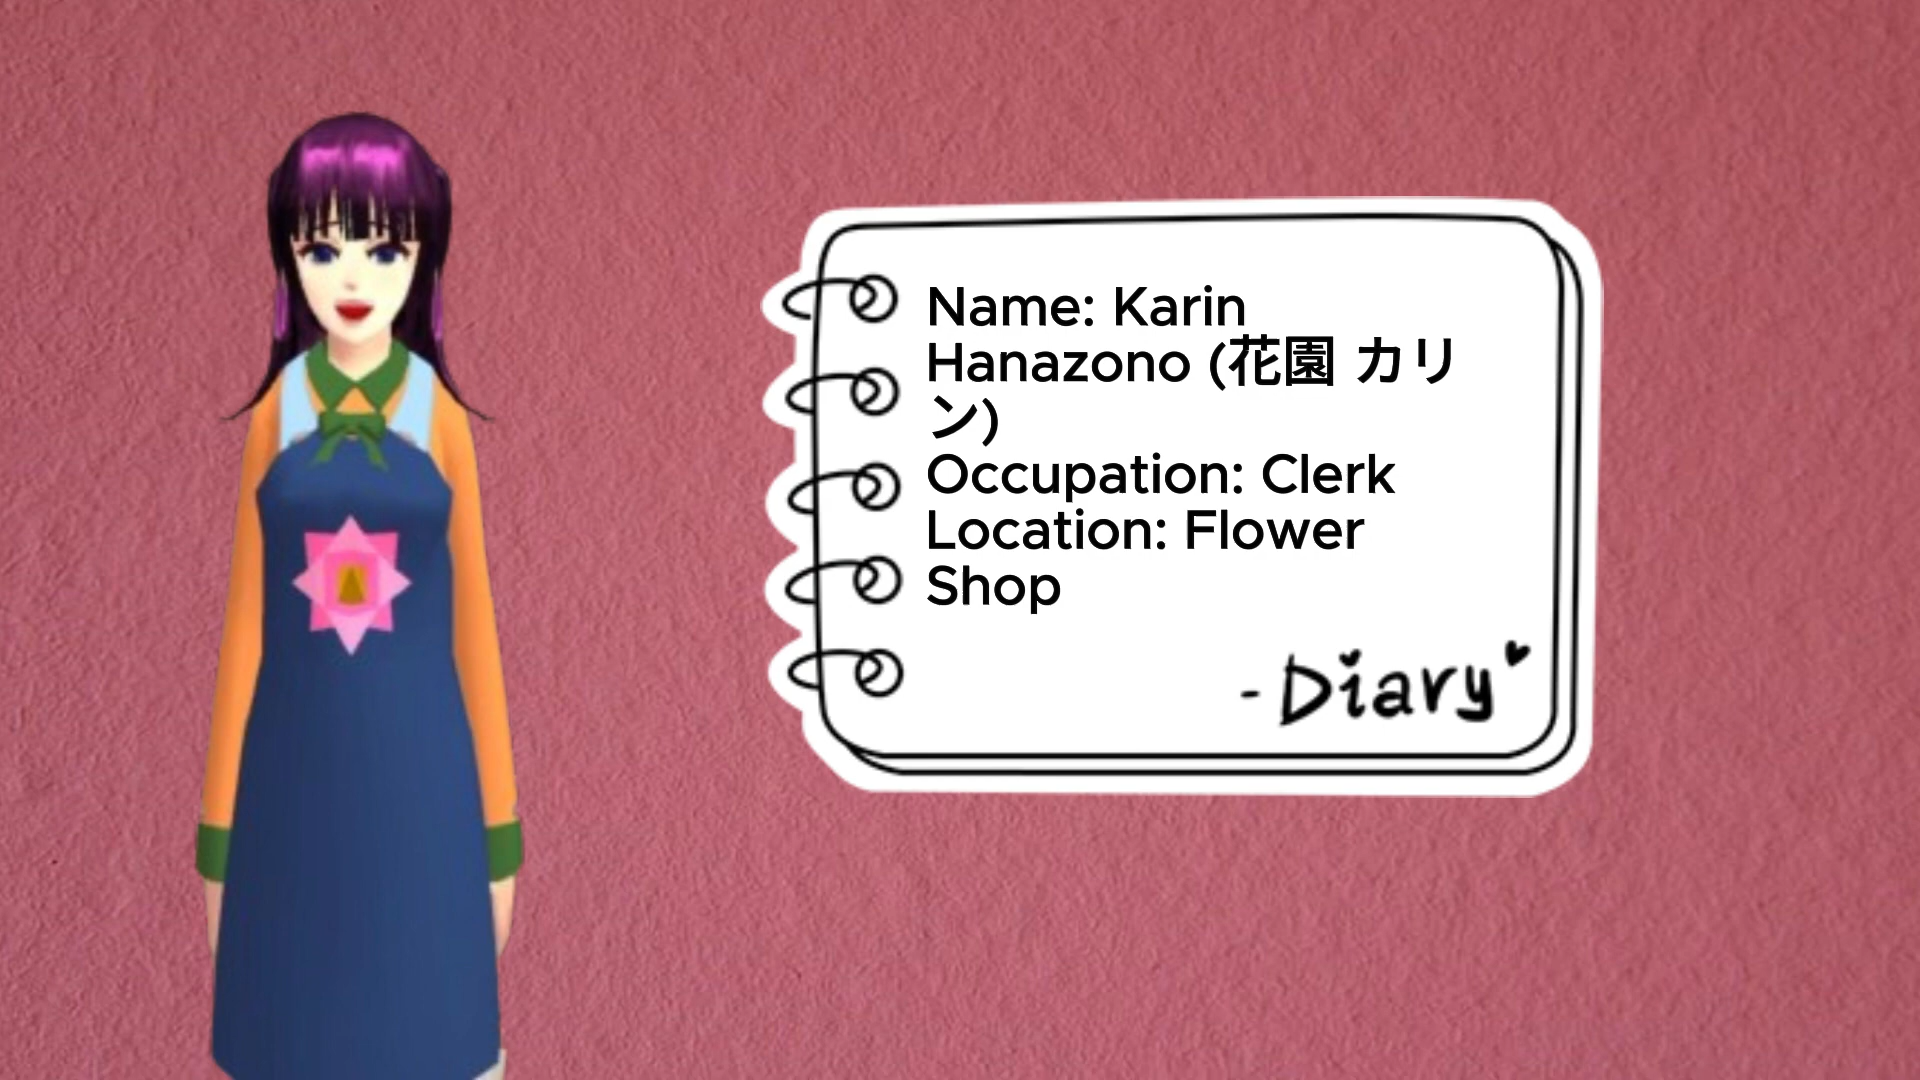 Name: Karin
Hanazono (花園 カリ
ン)
Occupation: Clerk
Location: Flower
Shop
-Diary